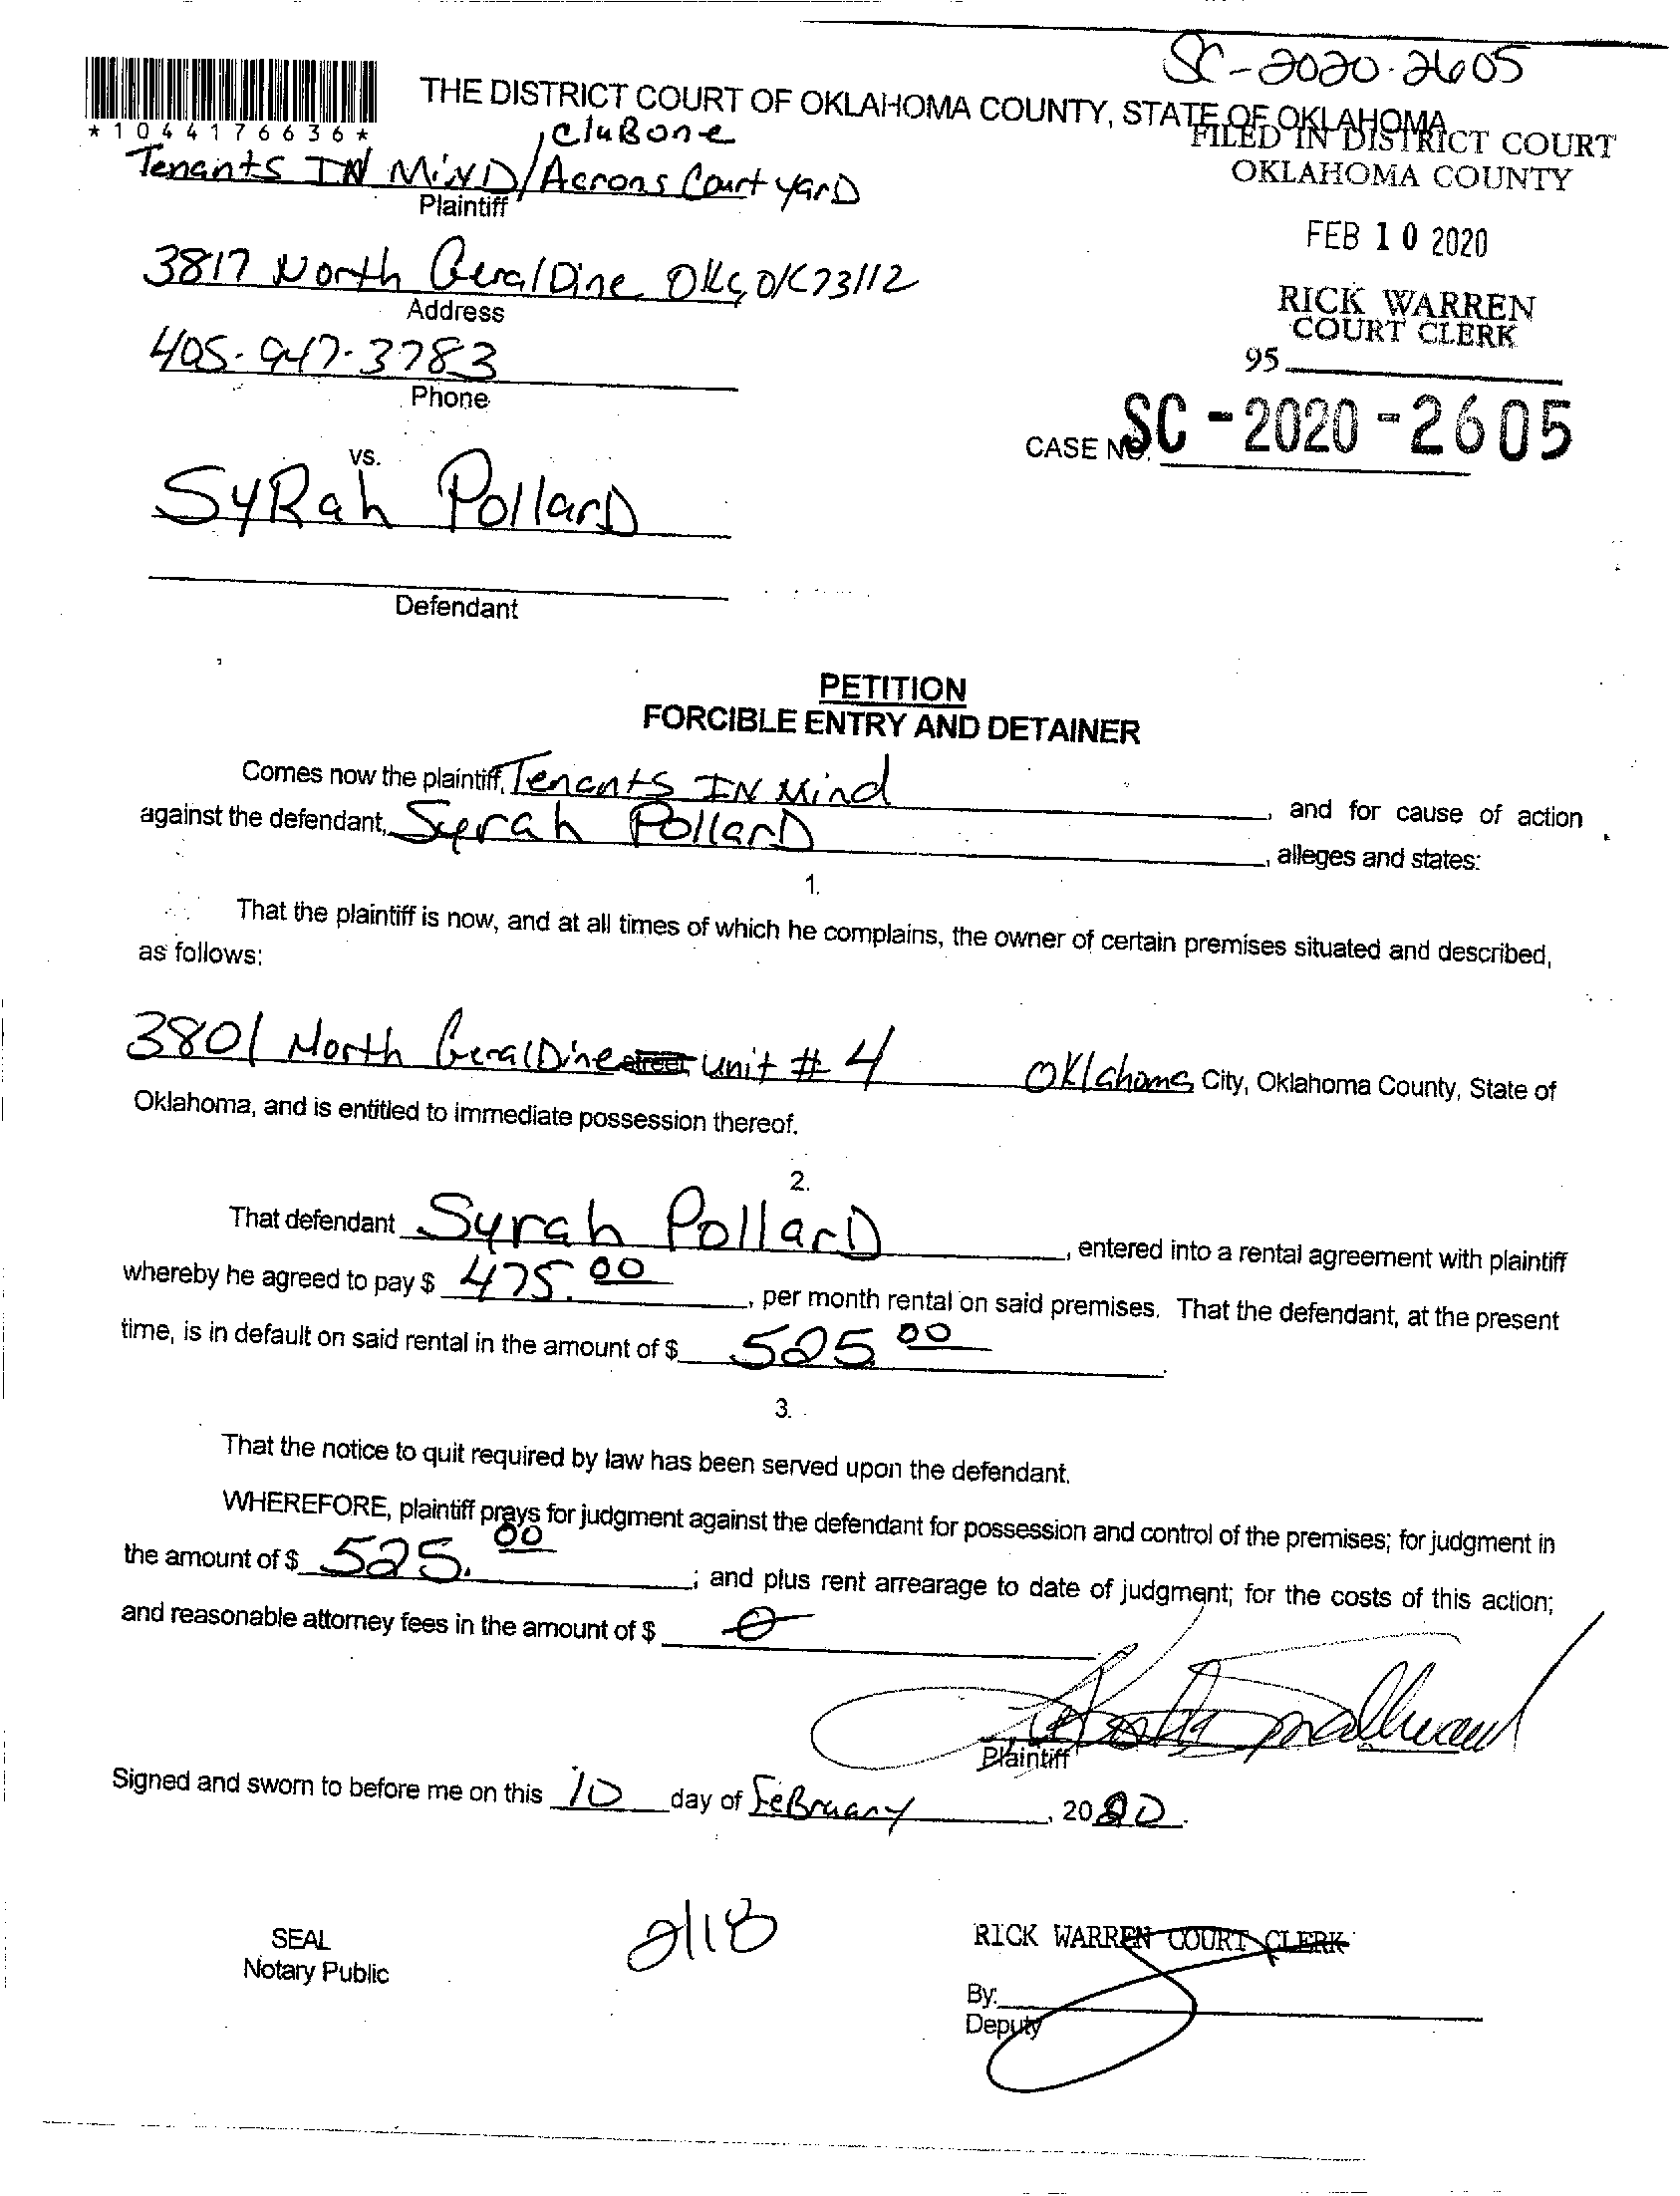 SC-2020-2605
THE DISTRICT COURT OF OKLAHOMA COUNTY, STATE OF OKLAHOMA
*1044176636*
FILED IN DISTRICT COURT
OKLAHOMA COUNTY
CluBone
Tenants IN MiND/Acrons Court yarD
Plaintiff
FEB 10 2020
3817 North GeralDine OKC, OK 73112
Address
RICK WARREN
COURT CLERK
405-947-3783
Phone
95
CASE NO. SC-2020-2605
vs.
SyRah PollarD
Defendant
PETITION
FORCIBLE ENTRY AND DETAINER
Comes now the plaintiff, Tenants IN Mind, and for cause of action
against the defendant, Syrah PollarD, alleges and states:
1.
That the plaintiff is now, and at all times of which he complains, the owner of certain premises situated and described,
as follows:
3801 North GeralDine street unit # 4 Oklahoma City, Oklahoma County, State of
Oklahoma, and is entitled to immediate possession thereof.
2.
That defendant Syrah PollarD, entered into a rental agreement with plaintiff
whereby he agreed to pay $ 475.00, per month rental on said premises. That the defendant, at the present
time, is in default on said rental in the amount of $ 525 00.
3.
That the notice to quit required by law has been served upon the defendant.
WHEREFORE, plaintiff prays for judgment against the defendant for possession and control of the premises; for judgment in
the amount of $ 525.00; and plus rent arrearage to date of judgment; for the costs of this action;
and reasonable attorney fees in the amount of $ 0
Plaintiff
Signed and sworn to before me on this 10 day of FeBruary, 2020.
SEAL
Notary Public
2/18
RICK WARREN COURT CLERK
By:
Deputy